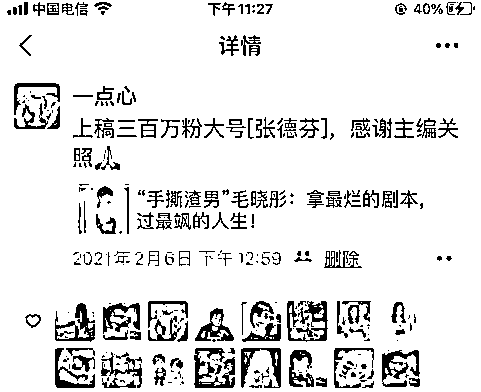 中国电信 下午11:27 40%
详情
一点心
上稿三百万粉大号[张德芬]，感谢主编关
照🙏
“手撕渣男”毛晓彤：拿最烂的剧本，
过最飒的人生！
2021年2月6日 下午12:59 删除